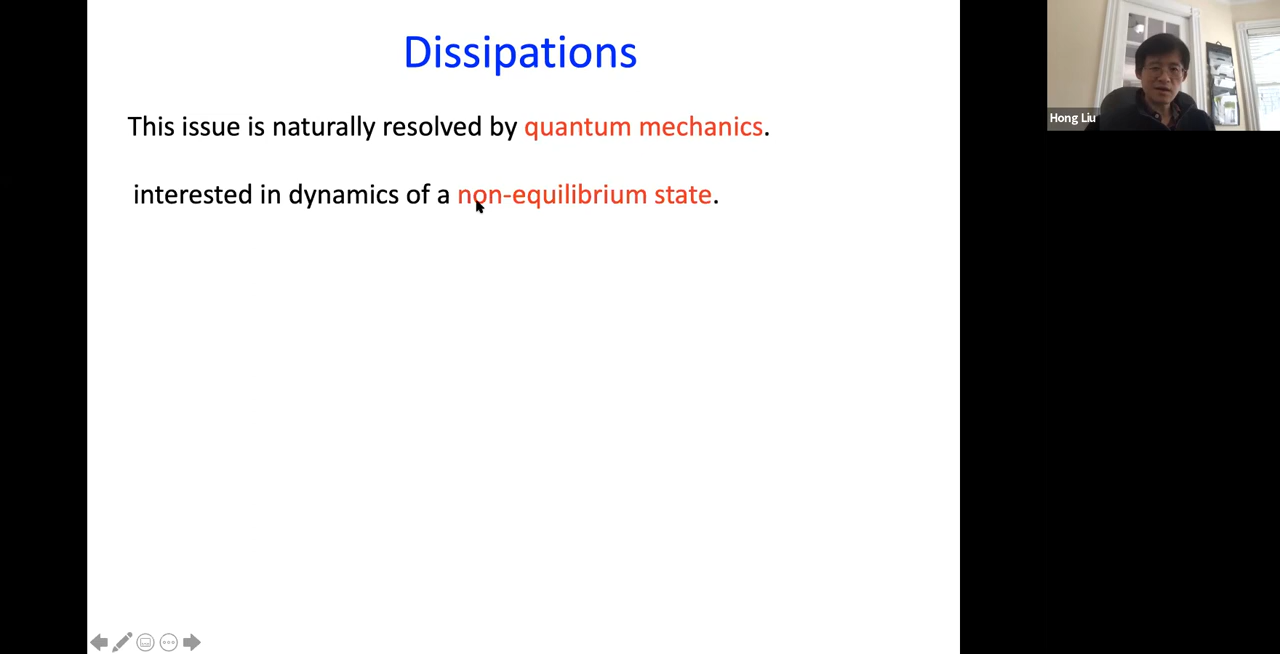 Dissipations
This issue is naturally resolved by quantum mechanics.
interested in dynamics of a non-equilibrium state.
Hong Liu